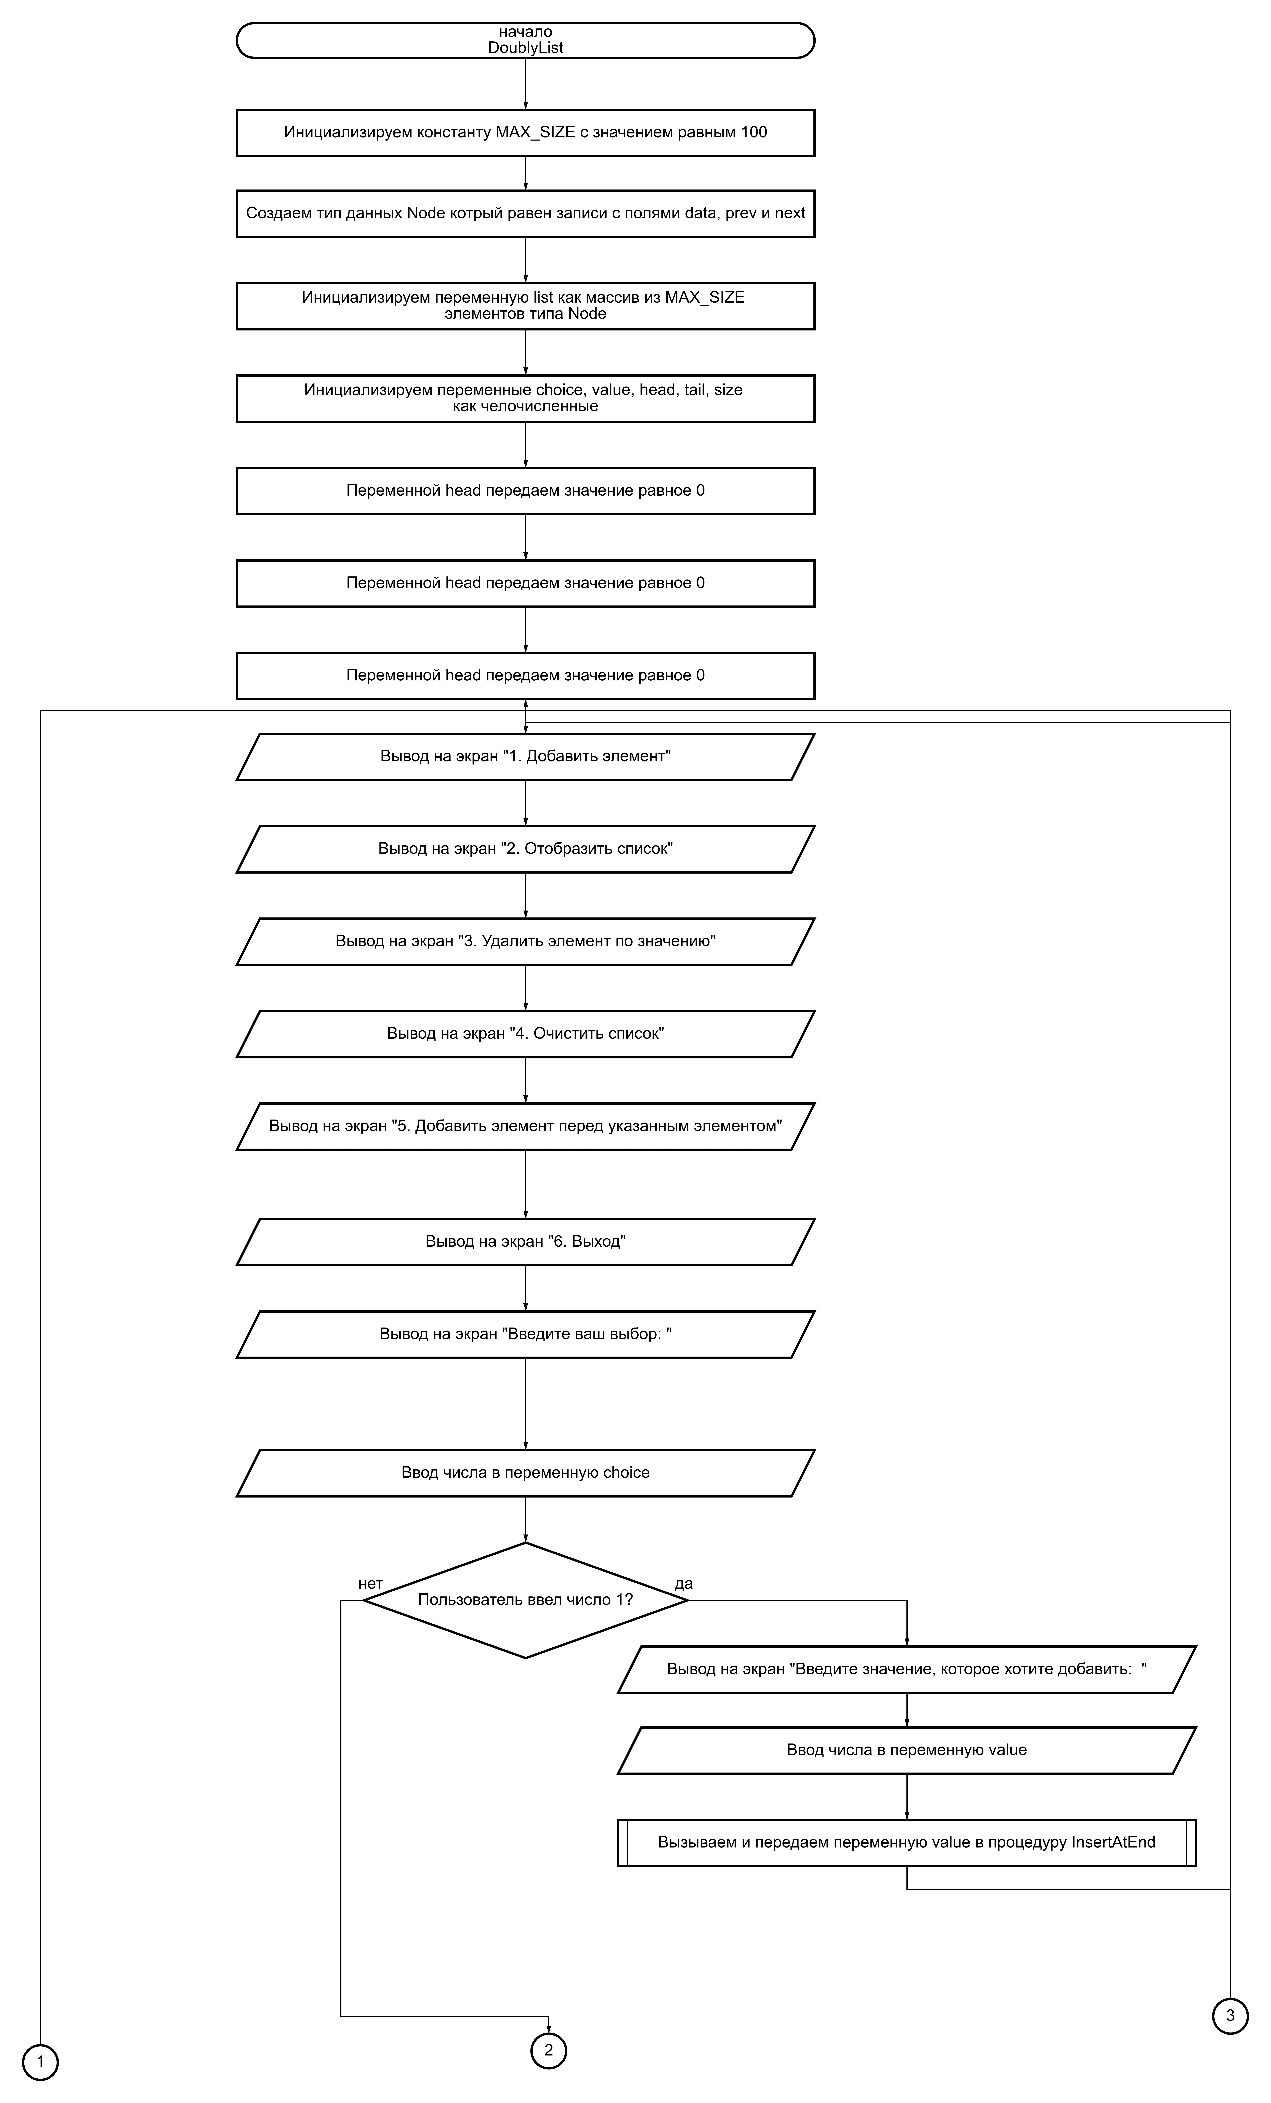 начало
DoublyList
Инициализируем константу MAX_SIZE с значением равным 100
Создаем тип данных Node котрый равен записи с полями data, prev и next
Инициализируем переменную list как массив из MAX_SIZE
элементов типа Node
Инициализируем переменные choice, value, head, tail, size
как челочисленные
Переменной head передаем значение равное 0
Переменной head передаем значение равное 0
Переменной head передаем значение равное 0
Вывод на экран "1. Добавить элемент"
Вывод на экран "2. Отобразить список"
Вывод на экран "3. Удалить элемент по значению"
Вывод на экран "4. Очистить список"
Вывод на экран "5. Добавить элемент перед указанным элементом"
Вывод на экран "6. Выход"
Вывод на экран "Введите ваш выбор: "
Ввод числа в переменную choice
нет
да
Пользователь ввел число 1?
Вывод на экран "Введите значение, которое хотите добавить:  "
Ввод числа в переменную value
Вызываем и передаем переменную value в процедуру InsertAtEnd
3
2
1